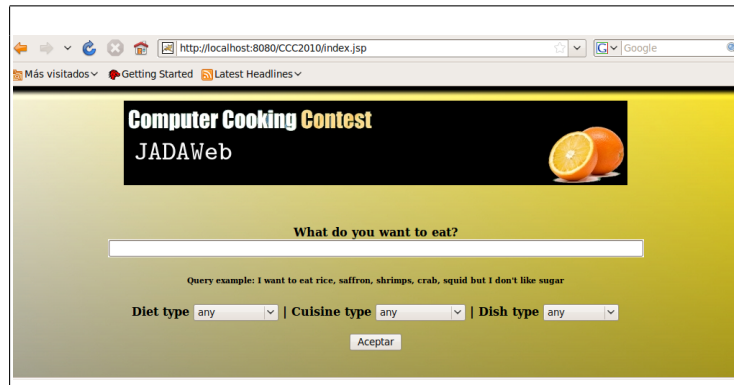 http://localhost:8080/CCC2010/index.jsp Google
Más visitados Getting Started Latest Headlines
Computer Cooking Contest
JADAWeb
What do you want to eat?
Query example: I want to eat rice, saffron, shrimps, crab, squid but I don't like sugar
Diet type any | Cuisine type any | Dish type any
Aceptar